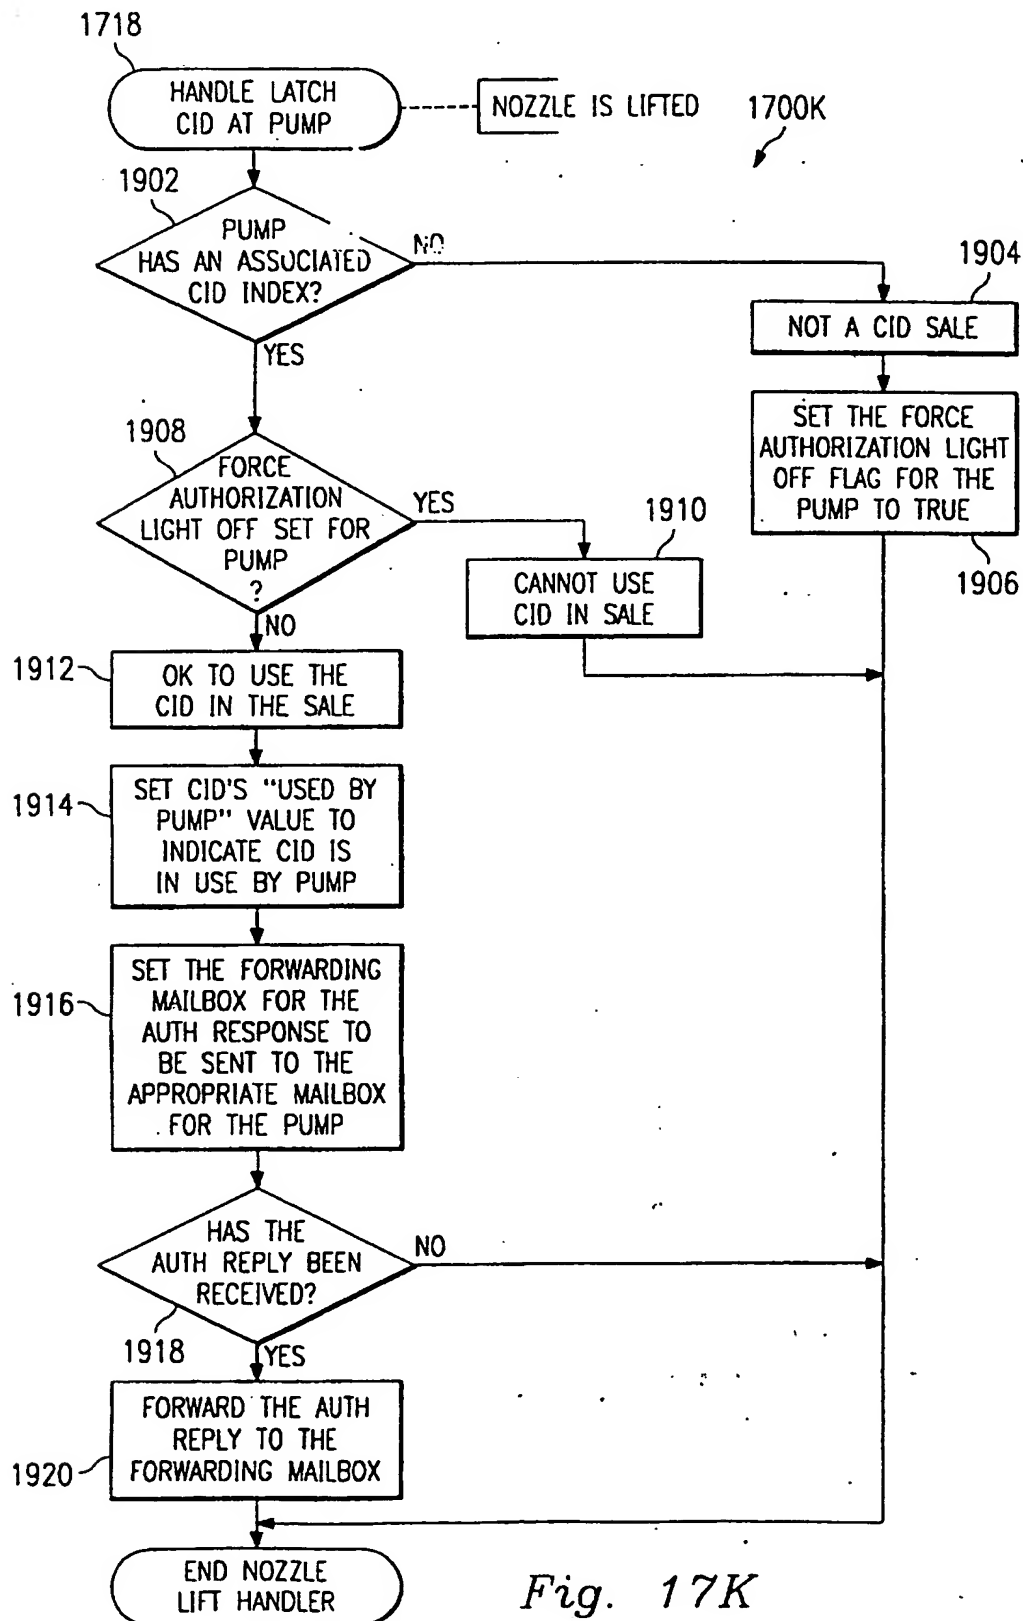 1718
HANDLE LATCH
CID AT PUMP
NOZZLE IS LIFTED
1700K
1902
PUMP
HAS AN ASSOCIATED
CID INDEX?
NO
YES
1904
NOT A CID SALE
SET THE FORCE
AUTHORIZATION LIGHT
OFF FLAG FOR THE
PUMP TO TRUE
1906
1908
FORCE
AUTHORIZATION
LIGHT OFF SET FOR
PUMP
?
YES
NO
1910
CANNOT USE
CID IN SALE
1912
OK TO USE THE
CID IN THE SALE
1914
SET CID'S "USED BY
PUMP" VALUE TO
INDICATE CID IS
IN USE BY PUMP
1916
SET THE FORWARDING
MAILBOX FOR THE
AUTH RESPONSE TO
BE SENT TO THE
APPROPRIATE MAILBOX
FOR THE PUMP
HAS THE
AUTH REPLY BEEN
RECEIVED?
NO
1918
YES
FORWARD THE AUTH
REPLY TO THE
FORWARDING MAILBOX
1920
END NOZZLE
LIFT HANDLER
Fig. 17K